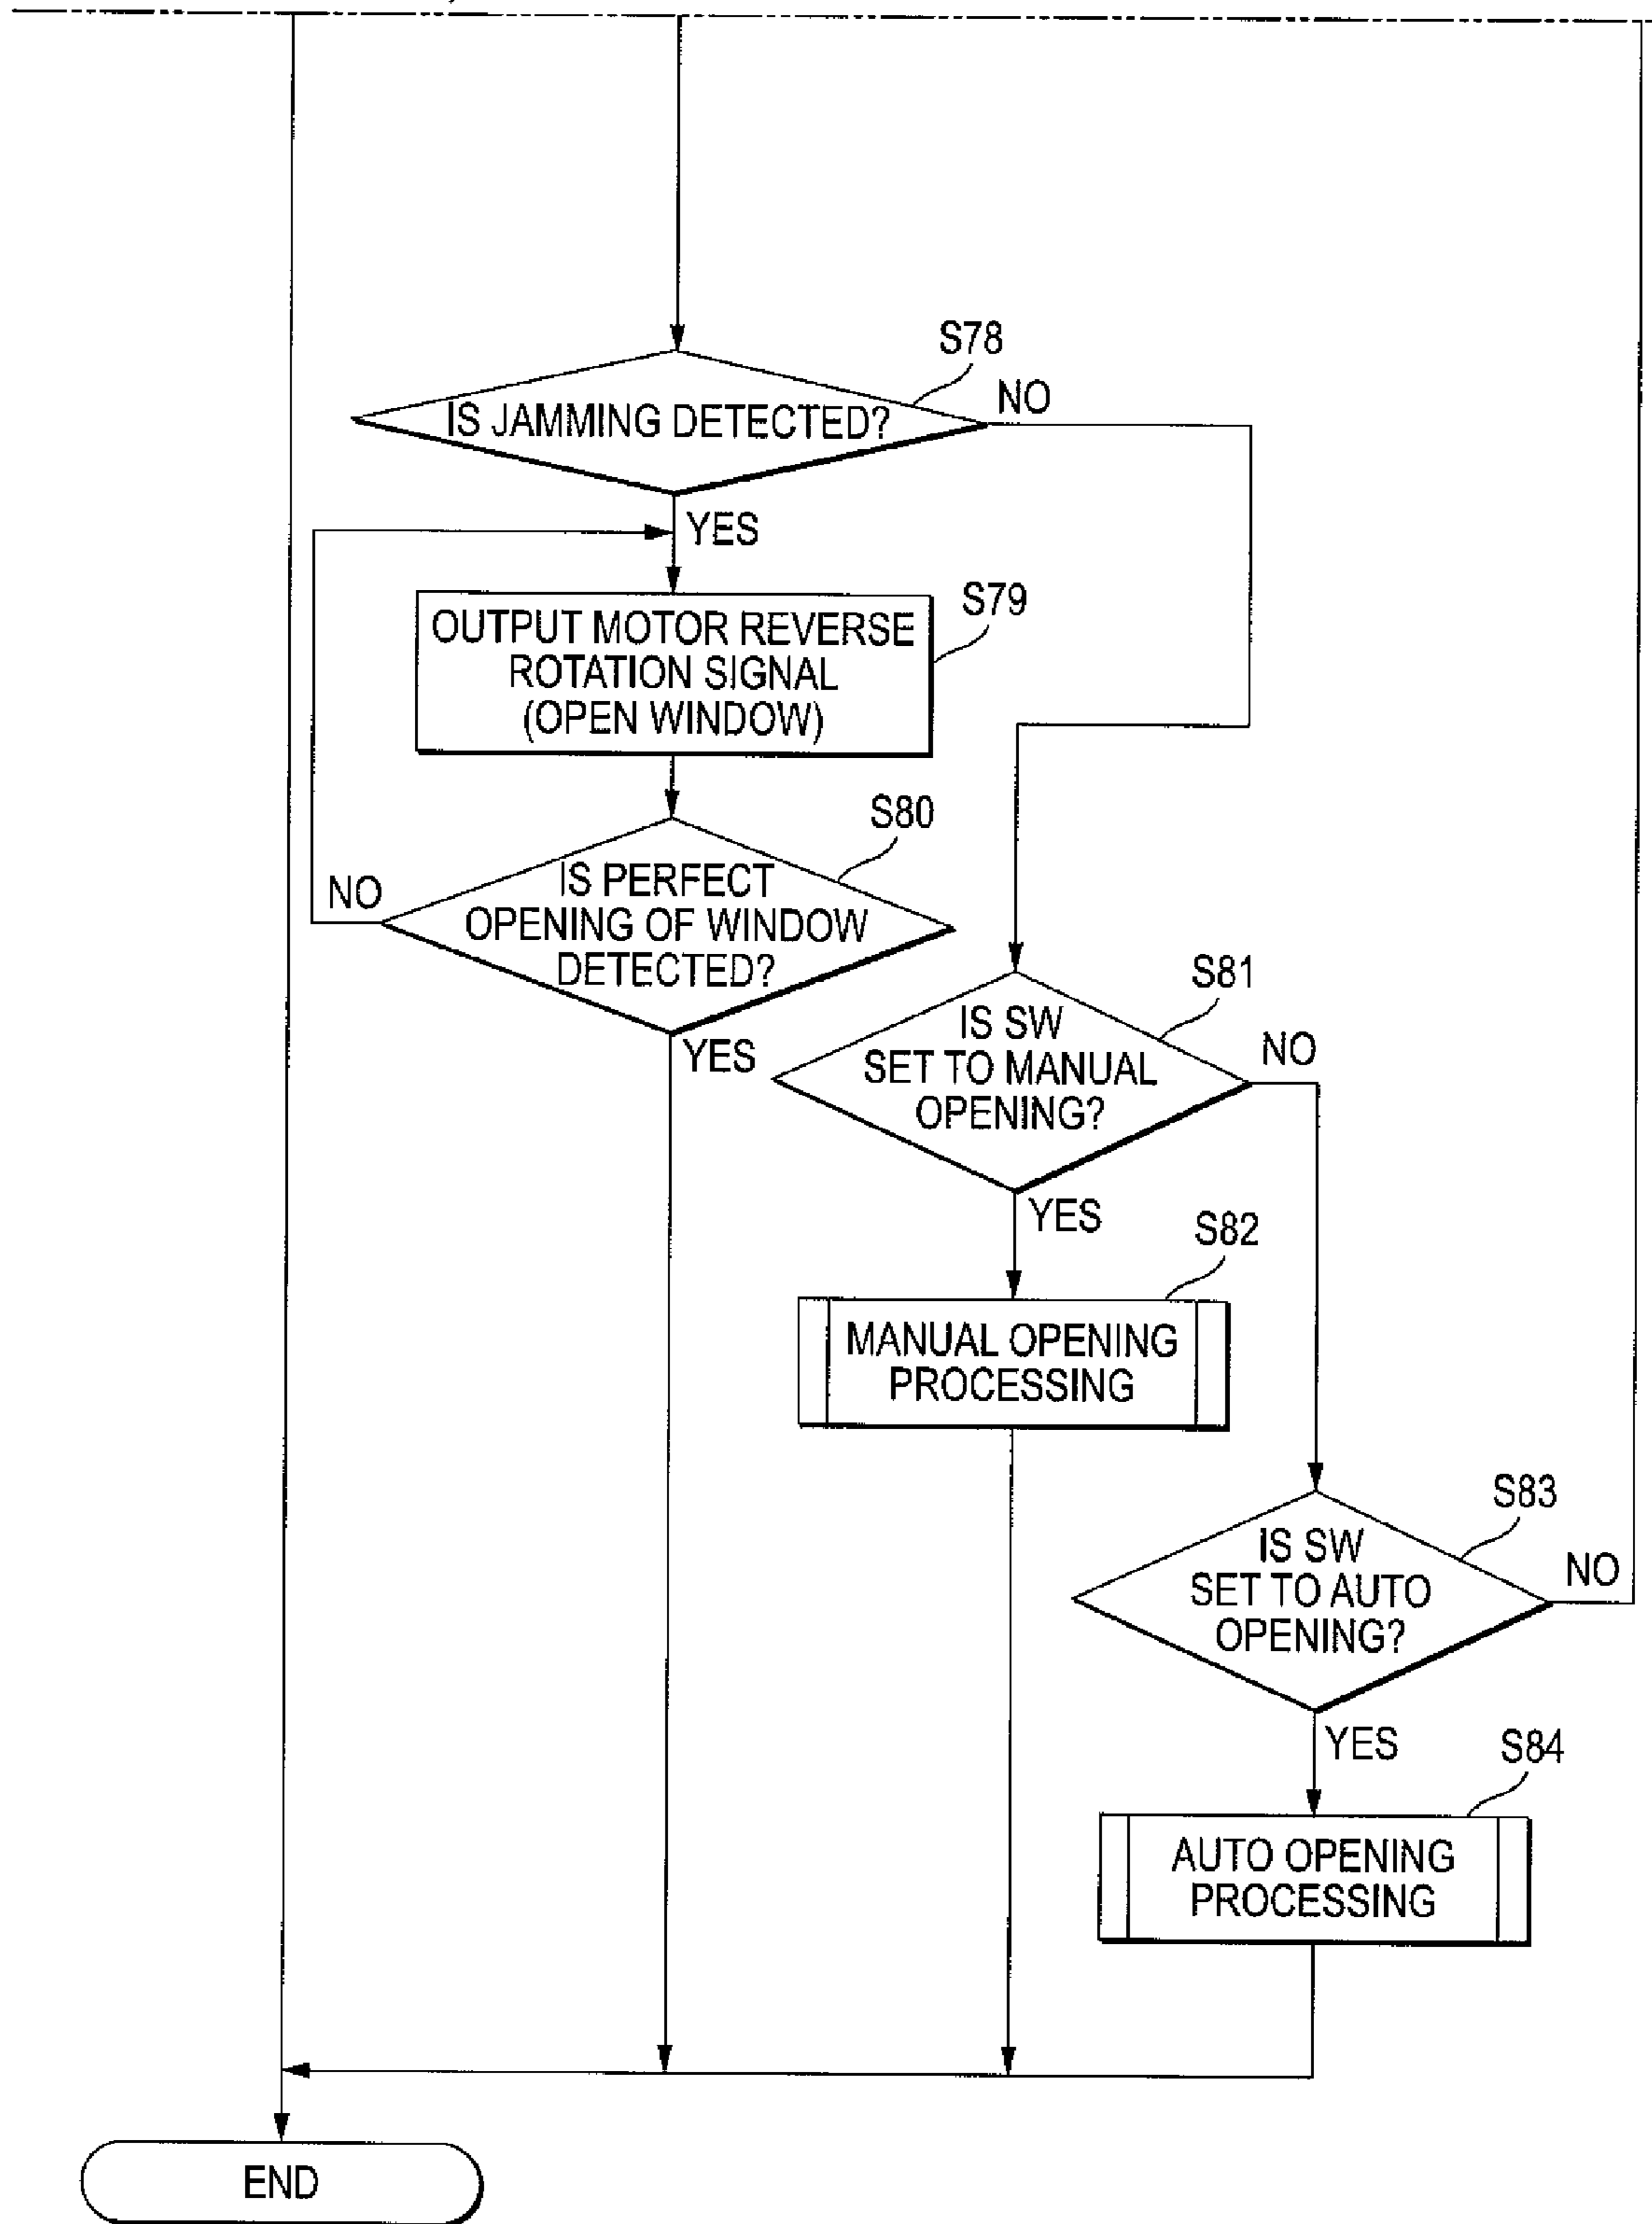 S78
IS JAMMING DETECTED?
NO
YES
S79
OUTPUT MOTOR REVERSE
ROTATION SIGNAL
(OPEN WINDOW)
S80
IS PERFECT
OPENING OF WINDOW
DETECTED?
NO
YES
S81
IS SW
SET TO MANUAL
OPENING?
NO
YES
S82
MANUAL OPENING
PROCESSING
S83
IS SW
SET TO AUTO
OPENING?
NO
YES
S84
AUTO OPENING
PROCESSING
END